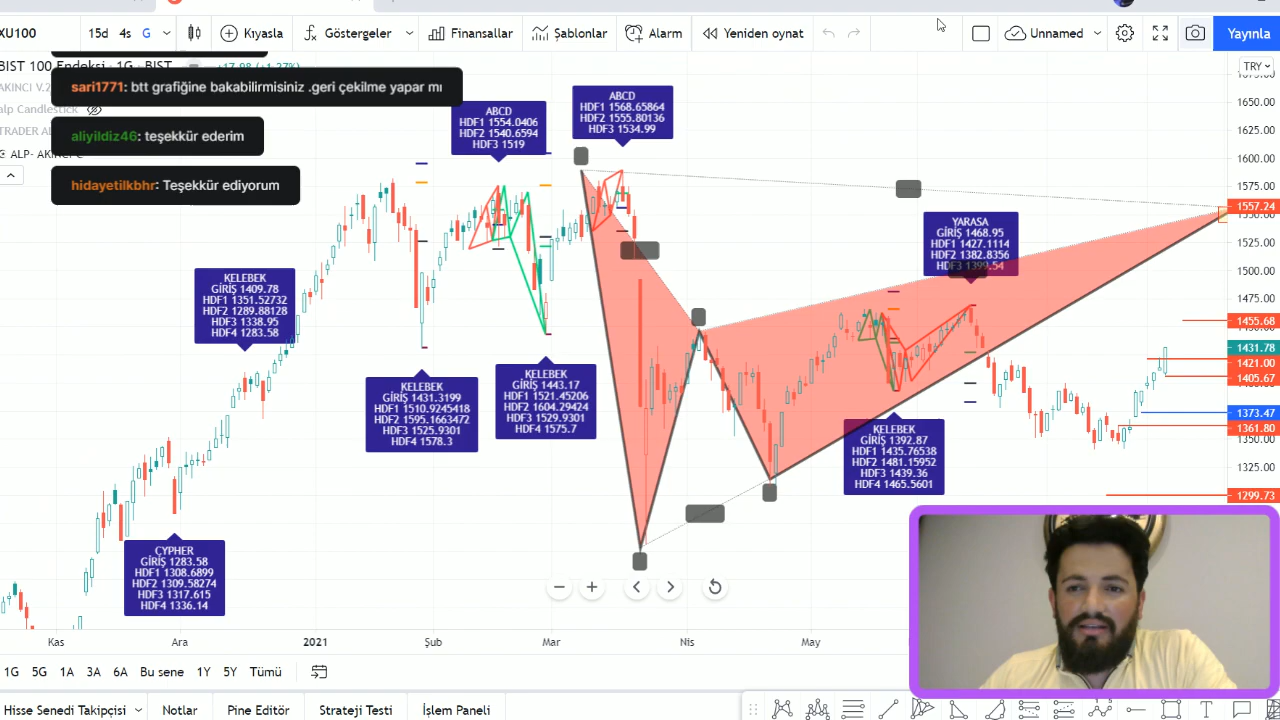 XU100
15d 4s G
Kıyasla
Göstergeler
Finansallar
Şablonlar
Alarm
Yeniden oynat
Unnamed
Yayınla
BIST 100 Endeksi · 1G · BIST
+17.98 (+1.27%)
TRY
sari1771: btt grafiğine bakabilirmisiniz .geri çekilme yapar mı
alp Candlestick
aliyildiz46: teşekkür ederim
hidayetilkbhr: Teşekkür ediyorum
ABCD
HDF1 1554.0406
HDF2 1540.6594
HDF3 1519
ABCD
HDF1 1568.65864
HDF2 1555.80136
HDF3 1534.99
YARASA
GİRİŞ 1468.95
HDF1 1427.1114
HDF2 1382.8356
HDF3 1399.54
KELEBEK
GİRİŞ 1409.78
HDF1 1351.52732
HDF2 1289.88128
HDF3 1338.95
HDF4 1283.58
KELEBEK
GİRİŞ 1431.3199
HDF1 1510.9245418
HDF2 1595.1663472
HDF3 1525.9301
HDF4 1578.3
KELEBEK
GİRİŞ 1443.17
HDF1 1521.45206
HDF2 1604.29424
HDF3 1529.9301
HDF4 1575.7
KELEBEK
GİRİŞ 1392.87
HDF1 1435.76538
HDF2 1481.15952
HDF3 1439.36
HDF4 1465.5601
ÇYPHER
GİRİŞ 1283.58
HDF1 1308.6899
HDF2 1309.58274
HDF3 1317.615
HDF4 1336.14
1650.00
1625.00
1600.00
1575.00
1557.24
1525.00
1500.00
1475.00
1455.68
1431.78
1421.00
1405.67
1373.47
1361.80
1350.00
1325.00
1299.73
Kas Ara 2021 Şub Mar Nis May
1G 5G 1A 3A 6A Bu sene 1Y 5Y Tümü
Hisse Senedi Takipçisi Notlar Pine Editör Strateji Testi İşlem Paneli